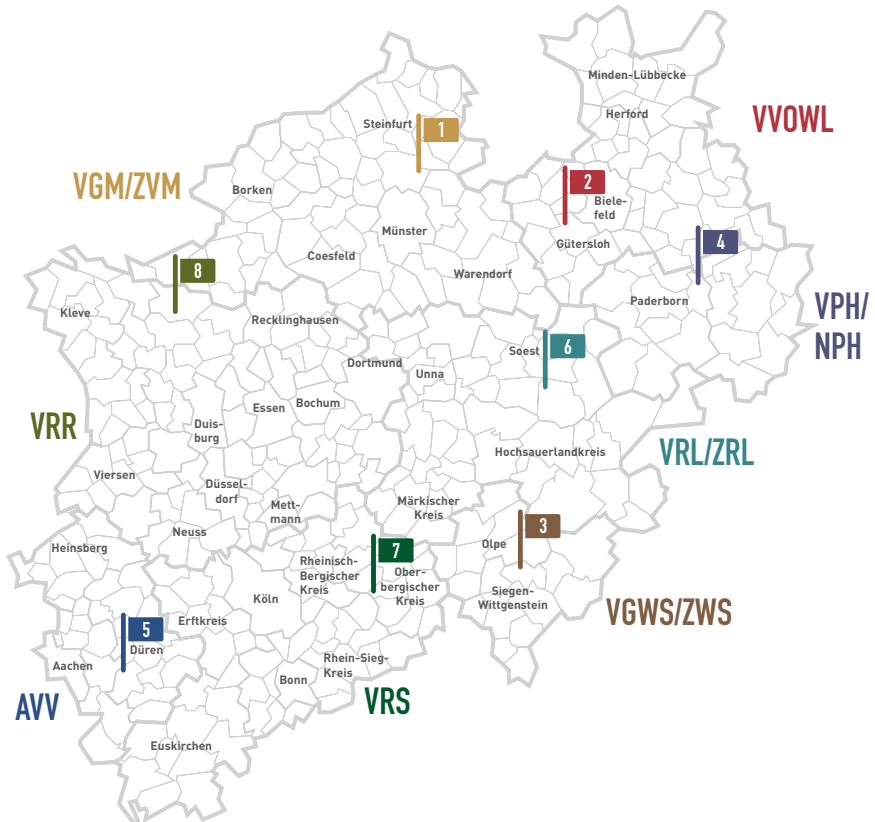 Minden-Lübbecke
Herford
VVOWL
Steinfurt
1
VGM/ZVM
Borken
2
Biele-
feld
Münster
Gütersloh
4
Coesfeld
Warendorf
8
Kleve
Paderborn
VPH/
NPH
Recklinghausen
Soest
6
Dortmund
Unna
Essen
Bochum
VRR
Duis-
burg
Hochsauerlandkreis
VRL/ZRL
Viersen
Düssel-
dorf
Mett-
mann
Märkischer
Kreis
3
Neuss
Olpe
Heinsberg
7
Rheinisch-
Bergischer
Kreis
Ober-
bergischer
Kreis
Siegen-
Wittgenstein
VGWS/ZWS
Köln
Erftkreis
5
Düren
Aachen
Rhein-Sieg-
Kreis
Bonn
AVV
VRS
Euskirchen